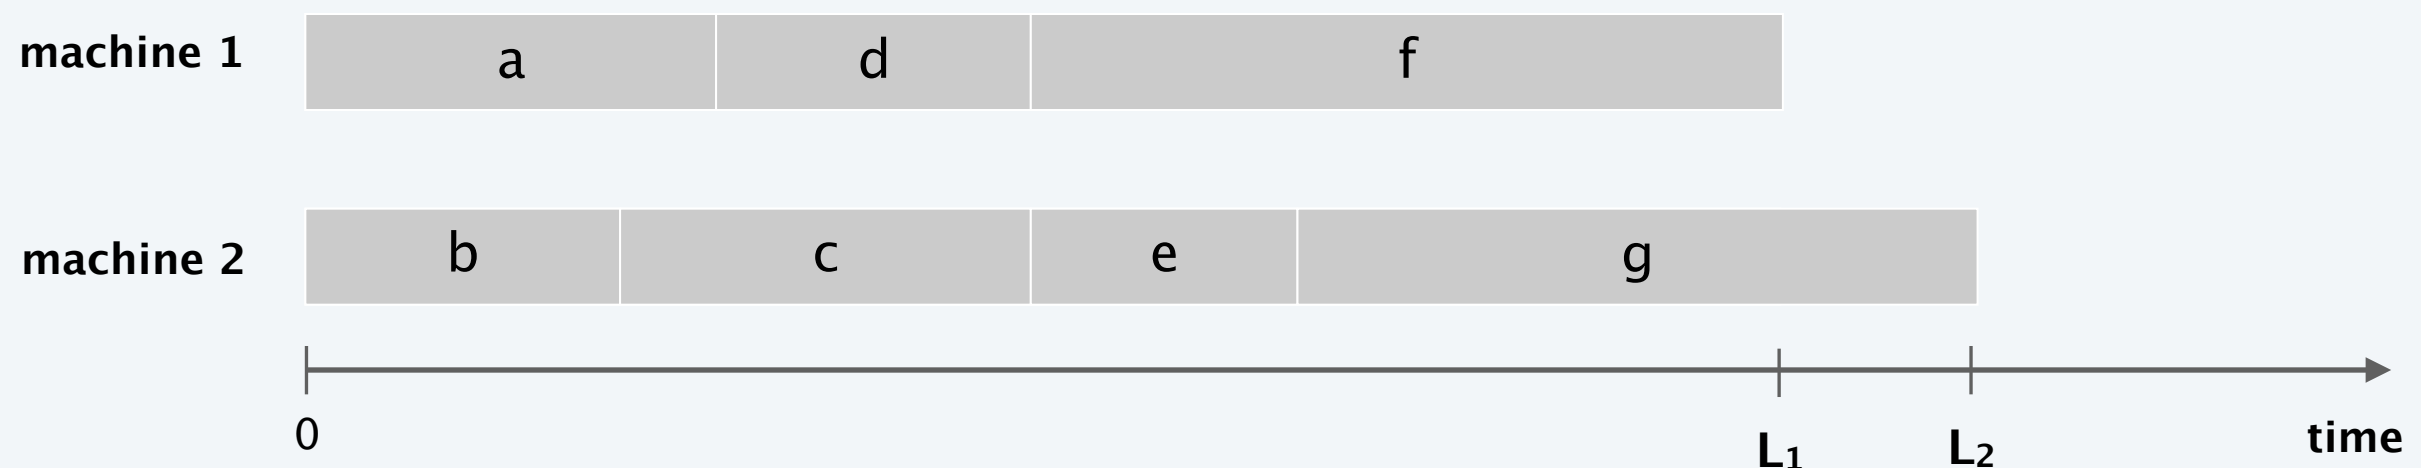 machine 1 a d f
machine 2 b c e g
0 L₁ L₂ time